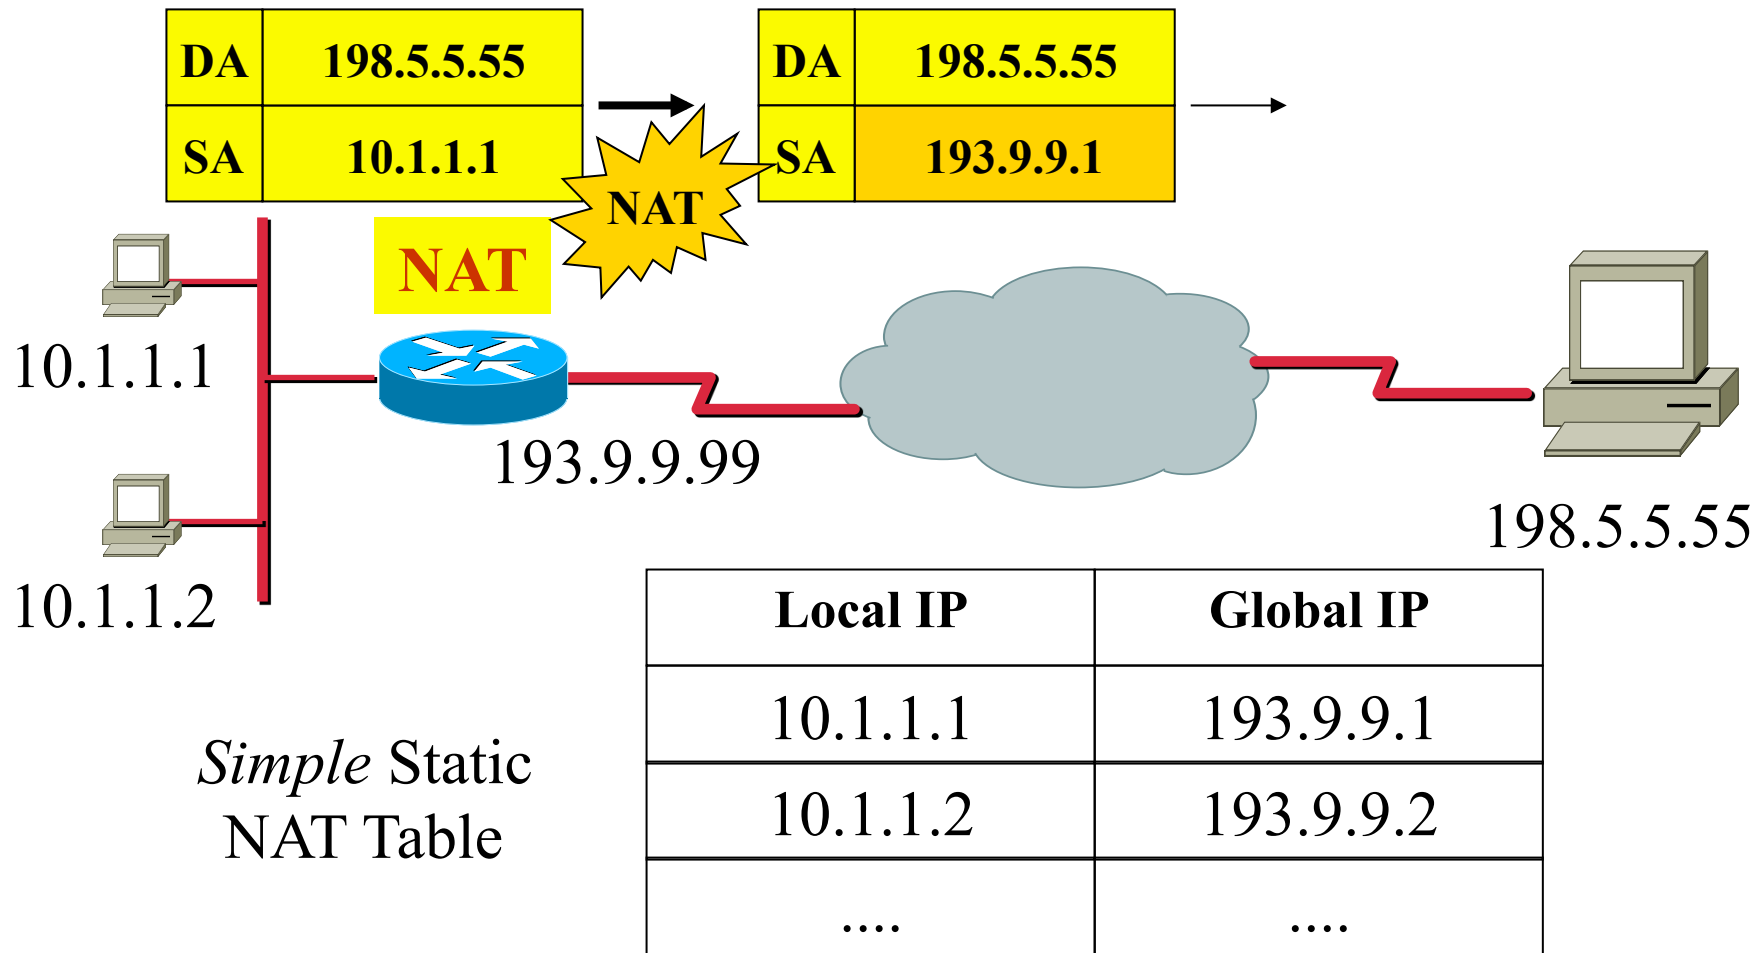 DA 198.5.5.55
SA 10.1.1.1
DA 198.5.5.55
SA 193.9.9.1
NAT
NAT
10.1.1.1
193.9.9.99
198.5.5.55
10.1.1.2
Simple Static
NAT Table
Local IP Global IP
10.1.1.1 193.9.9.1
10.1.1.2 193.9.9.2
.... ....